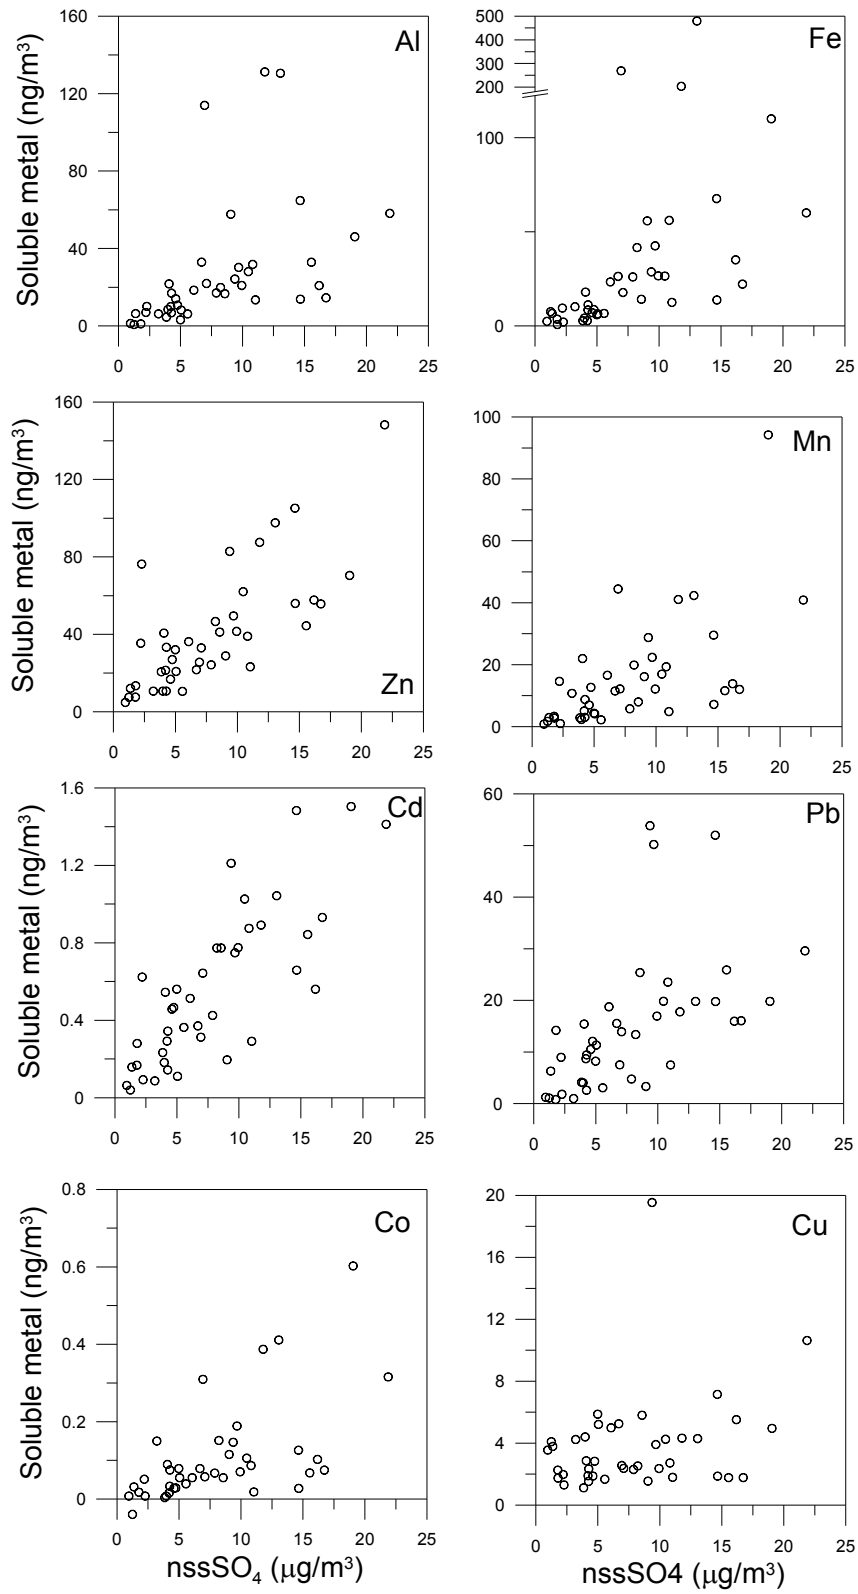 Al
Soluble metal (ng/m³)
160
120
80
40
0
0 5 10 15 20 25
Fe
500
400
300
200
100
0
0 5 10 15 20 25
Zn
Soluble metal (ng/m³)
160
120
80
40
0
0 5 10 15 20 25
Mn
100
80
60
40
20
0
0 5 10 15 20 25
Cd
Soluble metal (ng/m³)
1.6
1.2
0.8
0.4
0
0 5 10 15 20 25
Pb
60
40
20
0
0 5 10 15 20 25
Co
Soluble metal (ng/m³)
0.8
0.6
0.4
0.2
0
0 5 10 15 20 25
nssSO₄ (μg/m³)
Cu
20
16
12
8
4
0
0 5 10 15 20 25
nssSO4 (μg/m³)